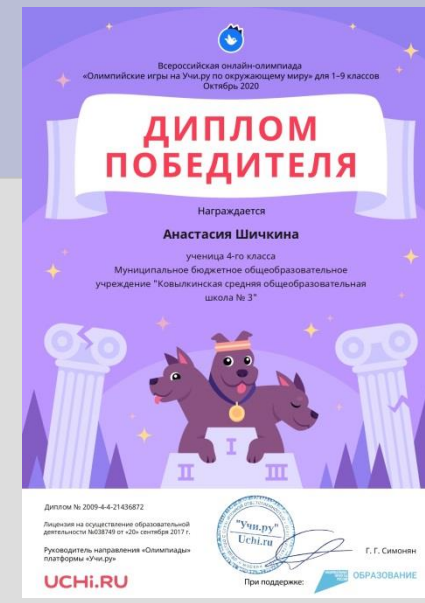 Всероссийская онлайн-олимпиада
«Олимпийские игры на Учи.ру по окружающему миру» для 1–9 классов
Октябрь 2020
ДИПЛОМ
ПОБЕДИТЕЛЯ
Награждается
Анастасия Шичкина
ученица 4-го класса
Муниципальное бюджетное общеобразовательное
учреждение "Ковылкинская средняя общеобразовательная
школа № 3"
I
II
III
Диплом № 2009-4-4-21436872
Лицензия на осуществление образовательной
деятельности №038749 от «20» сентября 2017 г.
Руководитель направления «Олимпиады»
платформы «Учи.ру»
"Учи.ру"
Uchi.ru
Г. Г. Симонян
UCHi.RU
При поддержке:
ОБРАЗОВАНИЕ